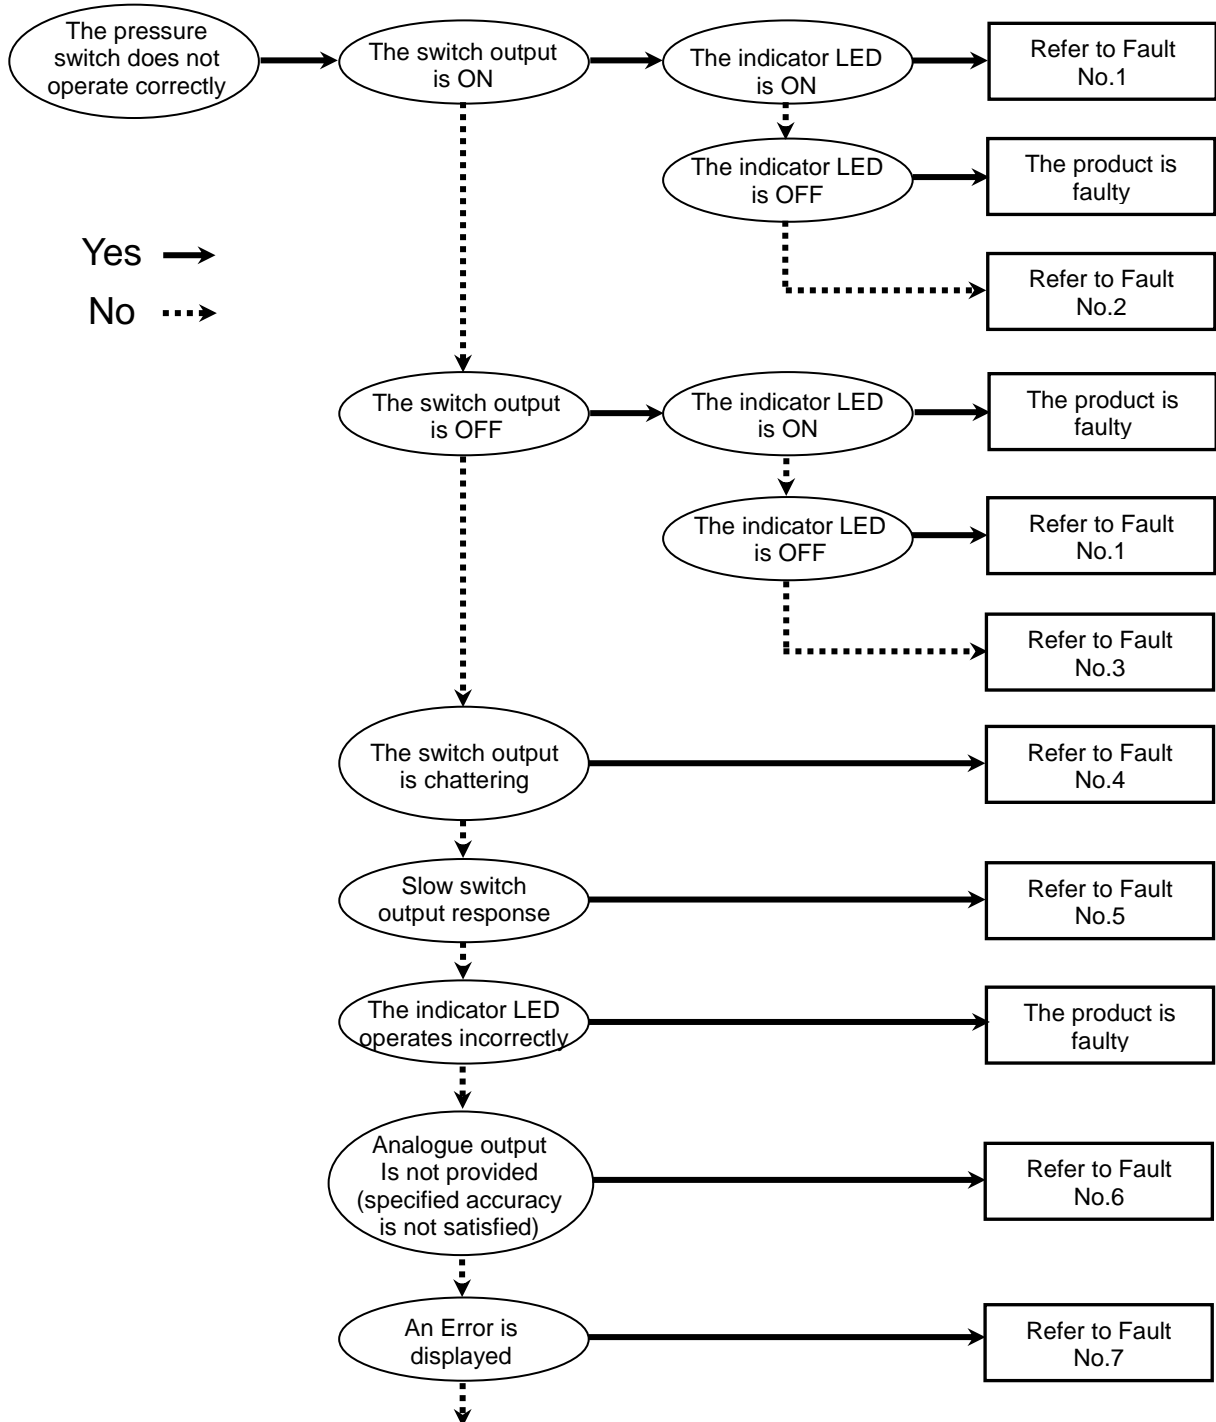 The pressure
switch does not
operate correctly
The switch output
is ON
The indicator LED
is ON
Refer to Fault
No.1
The indicator LED
is OFF
The product is
faulty
Yes
No
Refer to Fault
No.2
The switch output
is OFF
The indicator LED
is ON
The product is
faulty
The indicator LED
is OFF
Refer to Fault
No.1
Refer to Fault
No.3
The switch output
is chattering
Refer to Fault
No.4
Slow switch
output response
Refer to Fault
No.5
The indicator LED
operates incorrectly
The product is
faulty
Analogue output
Is not provided
(specified accuracy
is not satisfied)
Refer to Fault
No.6
An Error is
displayed
Refer to Fault
No.7